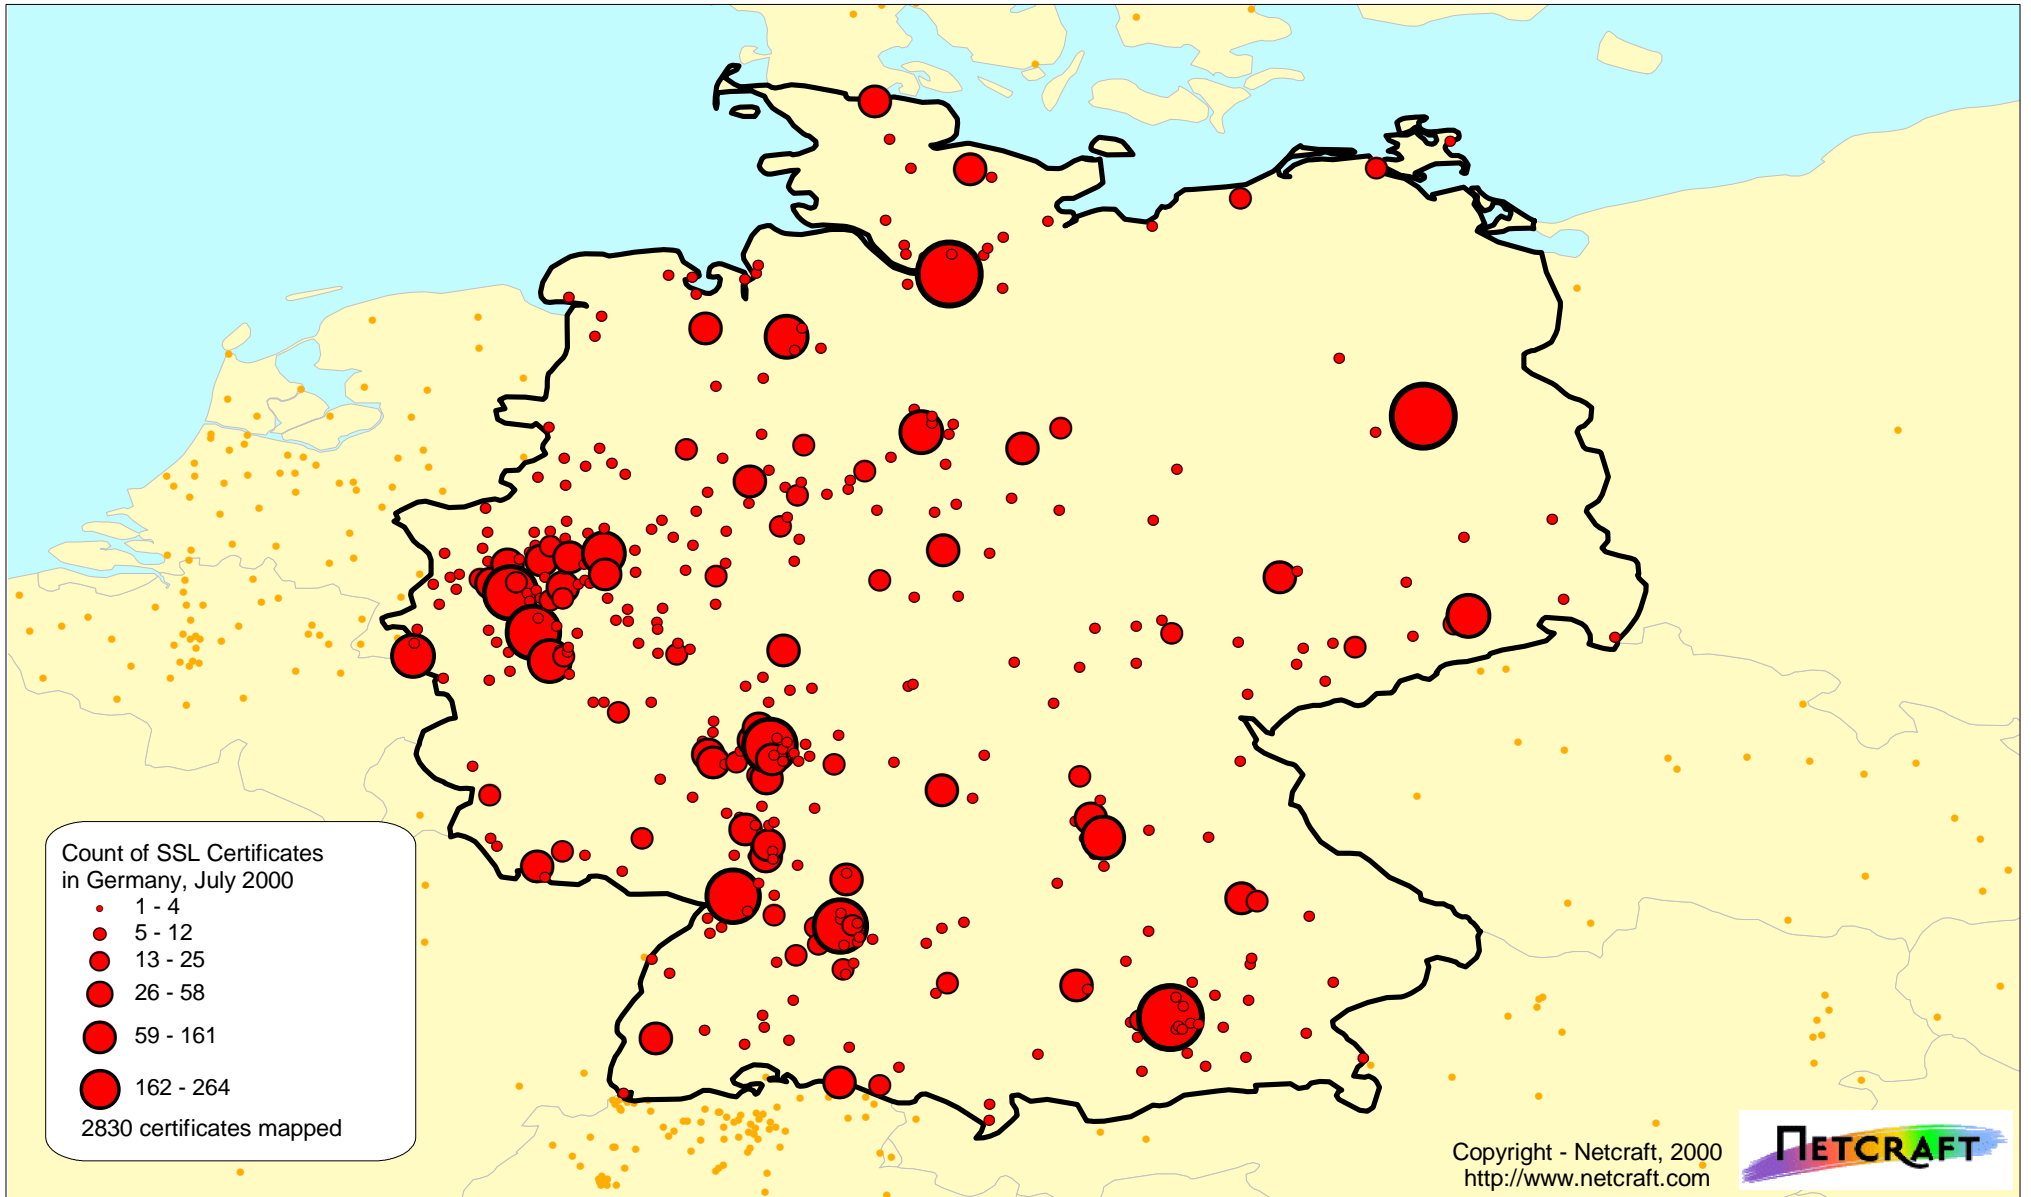 Count of SSL Certificates
in Germany, July 2000
1 - 4
5 - 12
13 - 25
26 - 58
59 - 161
162 - 264
2830 certificates mapped
Copyright - Netcraft, 2000
http://www.netcraft.com
NETCRAFT